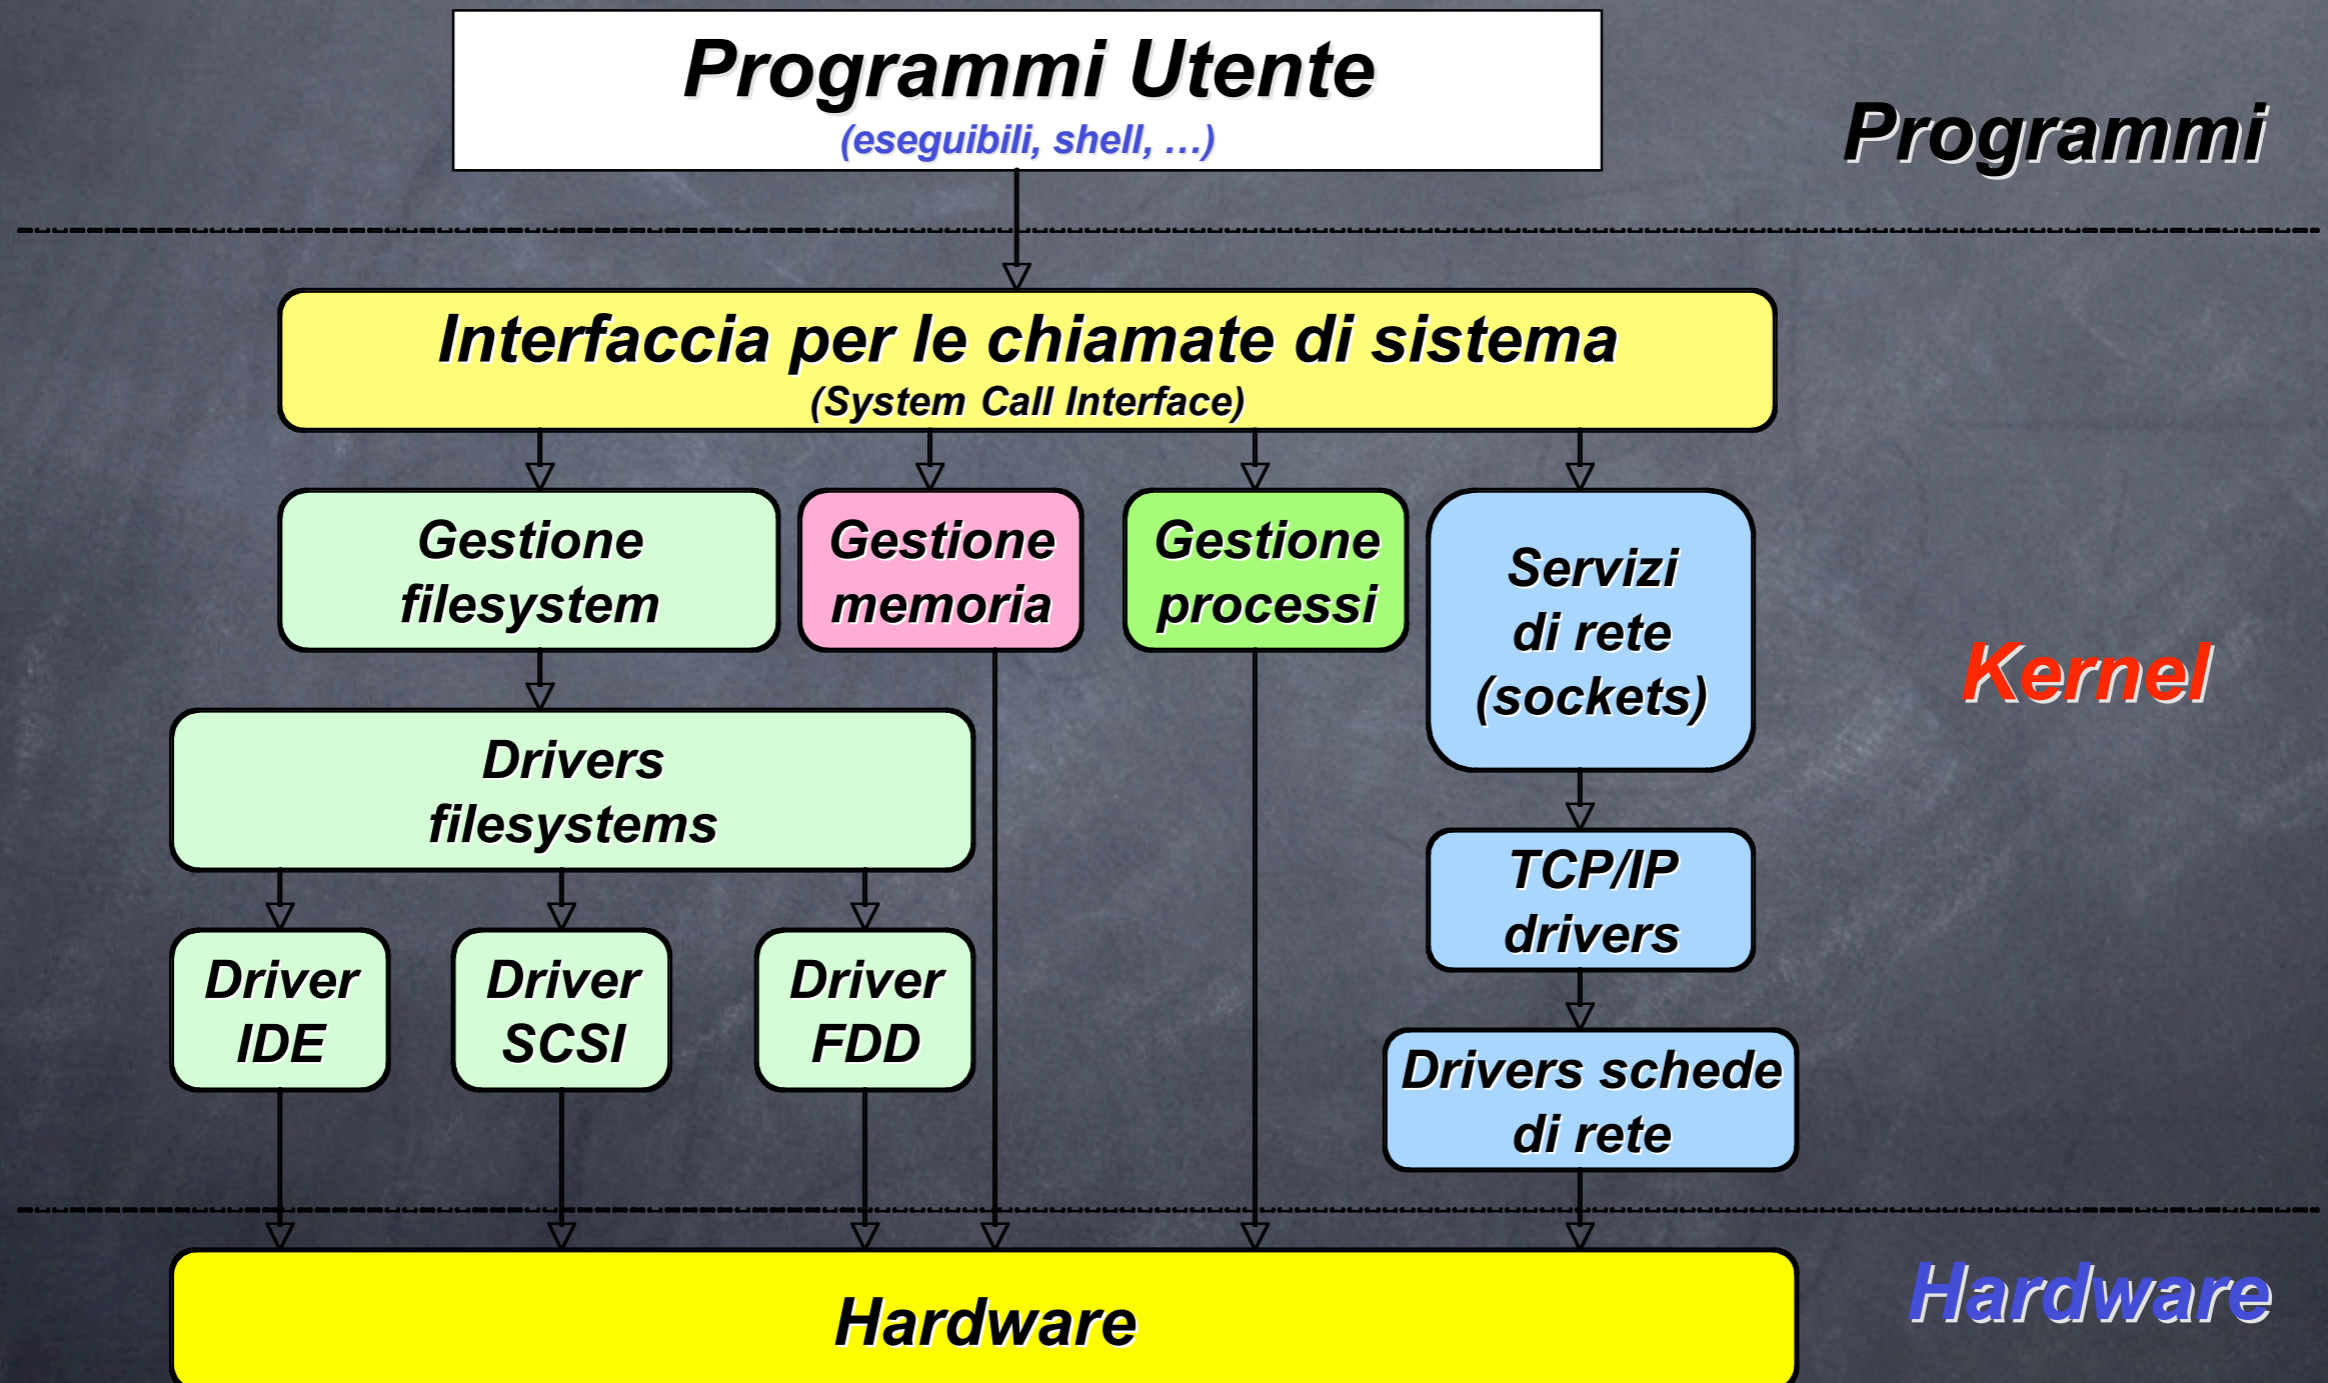 Programmi Utente
(eseguibili, shell, …)
Programmi
Interfaccia per le chiamate di sistema
(System Call Interface)
Gestione
filesystem
Gestione
memoria
Gestione
processi
Servizi
di rete
(sockets)
Kernel
Drivers
filesystems
TCP/IP
drivers
Driver
IDE
Driver
SCSI
Driver
FDD
Drivers schede
di rete
Hardware
Hardware